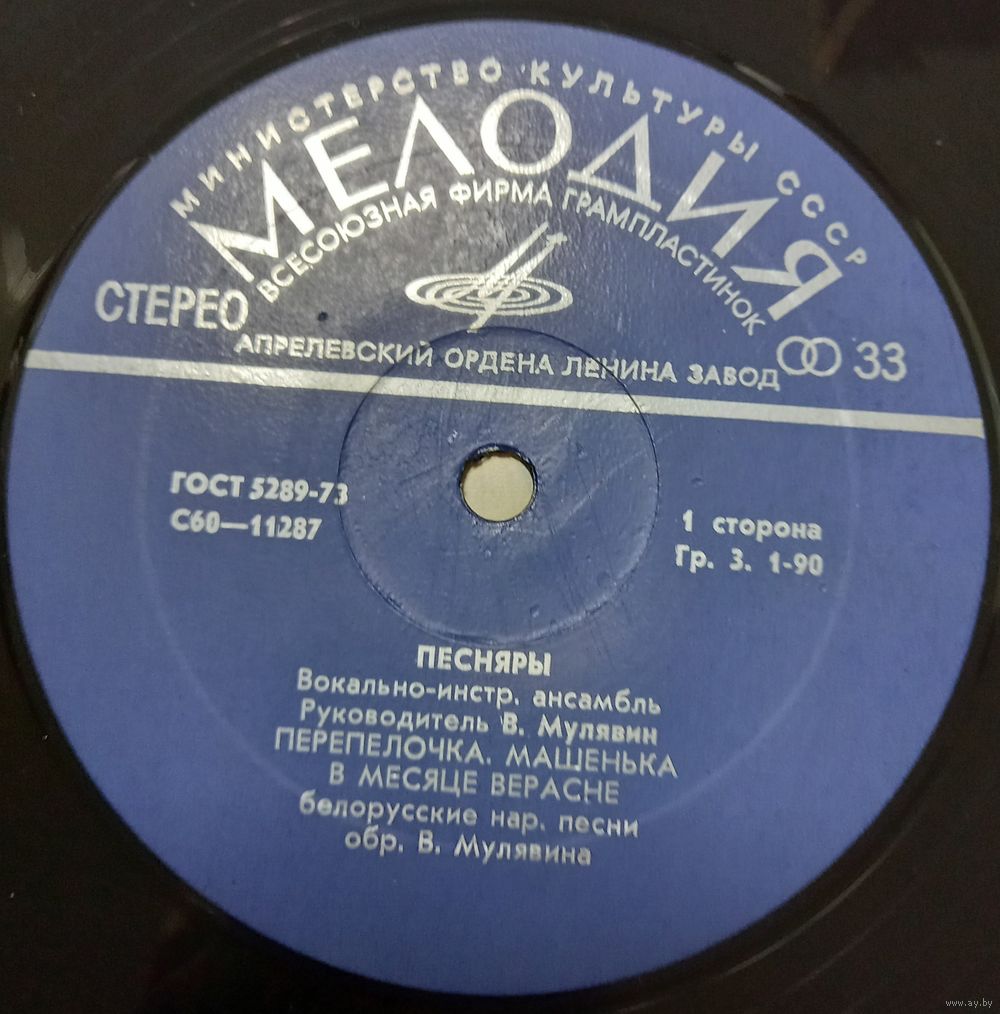 МИНИСТЕРСТВО КУЛЬТУРЫ СССР
МЕЛОДИЯ
ВСЕСОЮЗНАЯ ФИРМА ГРАМПЛАСТИНОК
СТЕРЕО
АПРЕЛЕВСКИЙ ОРДЕНА ЛЕНИНА ЗАВОД
33
ГОСТ 5289-73
С60—11287
1 сторона
Гр. 3. 1-90
ПЕСНЯРЫ
Вокально-инстр. ансамбль
Руководитель В. Мулявин
ПЕРЕПЕЛОЧКА. МАШЕНЬКА
В МЕСЯЦЕ ВЕРАСНЕ
белорусские нар. песни
обр. В. Мулявина
www.ay.by